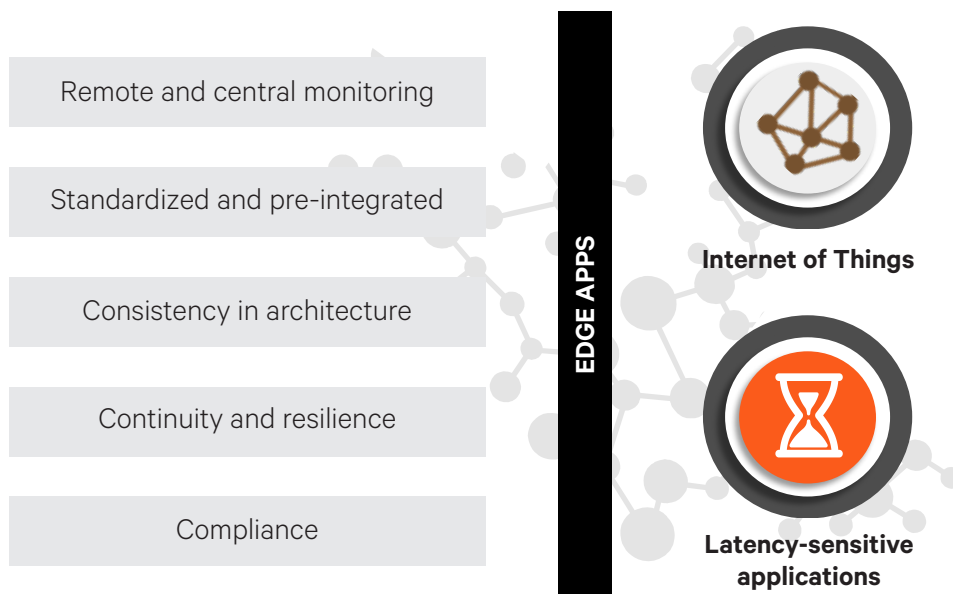 Remote and central monitoring
Standardized and pre-integrated
Consistency in architecture
Continuity and resilience
Compliance
EDGE APPS
Internet of Things
Latency-sensitive
applications